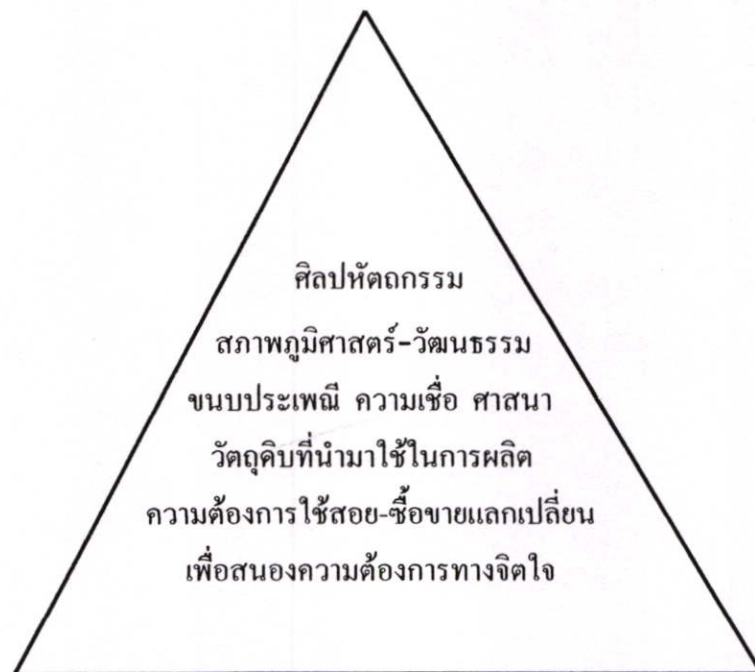 ศิลปหัตถกรรม
สภาพภูมิศาสตร์-วัฒนธรรม
ขนบประเพณี ความเชื่อ ศาสนา
วัตถุดิบที่นำมาใช้ในการผลิต
ความต้องการใช้สอย-ซื้อขายแลกเปลี่ยน
เพื่อสนองความต้องการทางจิตใจ